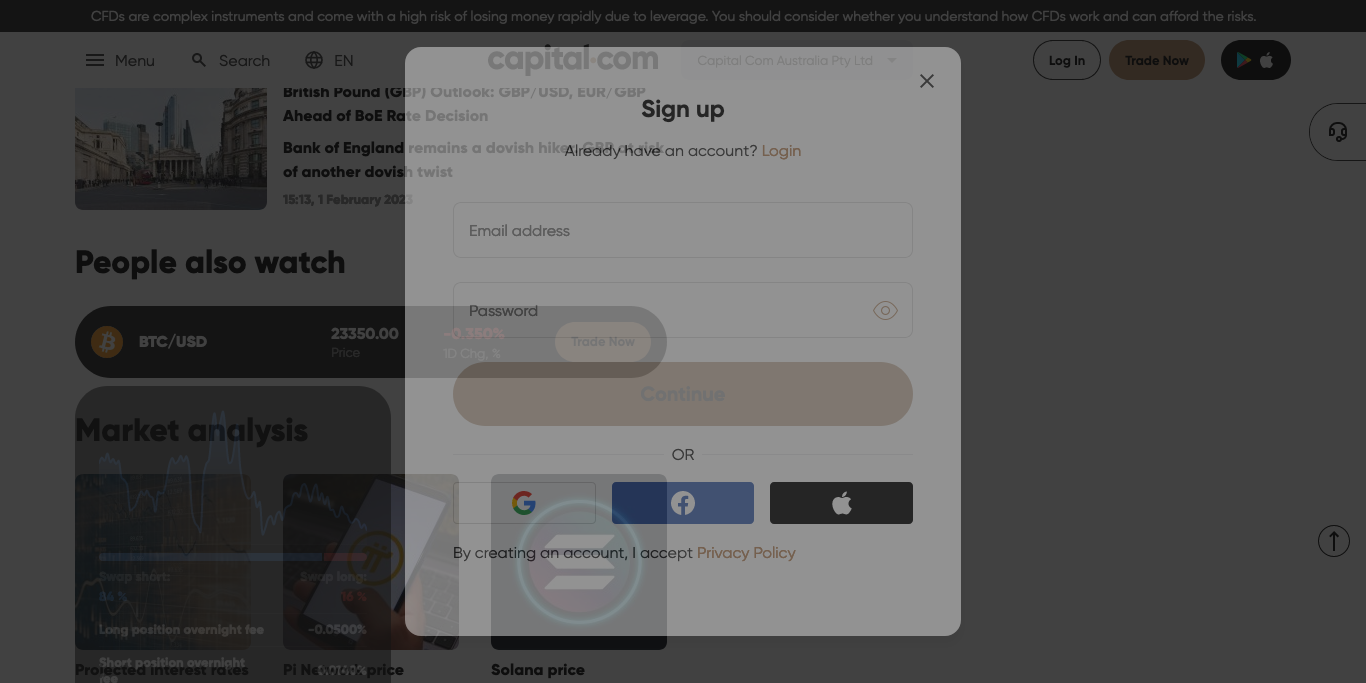 CFDs are complex instruments and come with a high risk of losing money rapidly due to leverage. You should consider whether you understand how CFDs work and can afford the risks.
Menu
Search
EN
capital.com
Capital Com Australia Pty Ltd
Log In
Trade Now
British Pound (GBP) Outlook: GBP/USD, EUR/GBP
Ahead of BoE Rate Decision
Bank of England remains a dovish hike: GBP at risk
of another dovish twist
15:13, 1 February 2023
People also watch
BTC/USD
23350.00
Price
-0.350%
1D Chg, %
Trade Now
Market analysis
Swap short:
Swap long:
84 %
16 %
Long position overnight fee
-0.0500%
Short position overnight
fee
Projected interest rates
Pi Network price
Solana price
Sign up
Already have an account? Login
Email address
Password
Continue
OR
By creating an account, I accept Privacy Policy